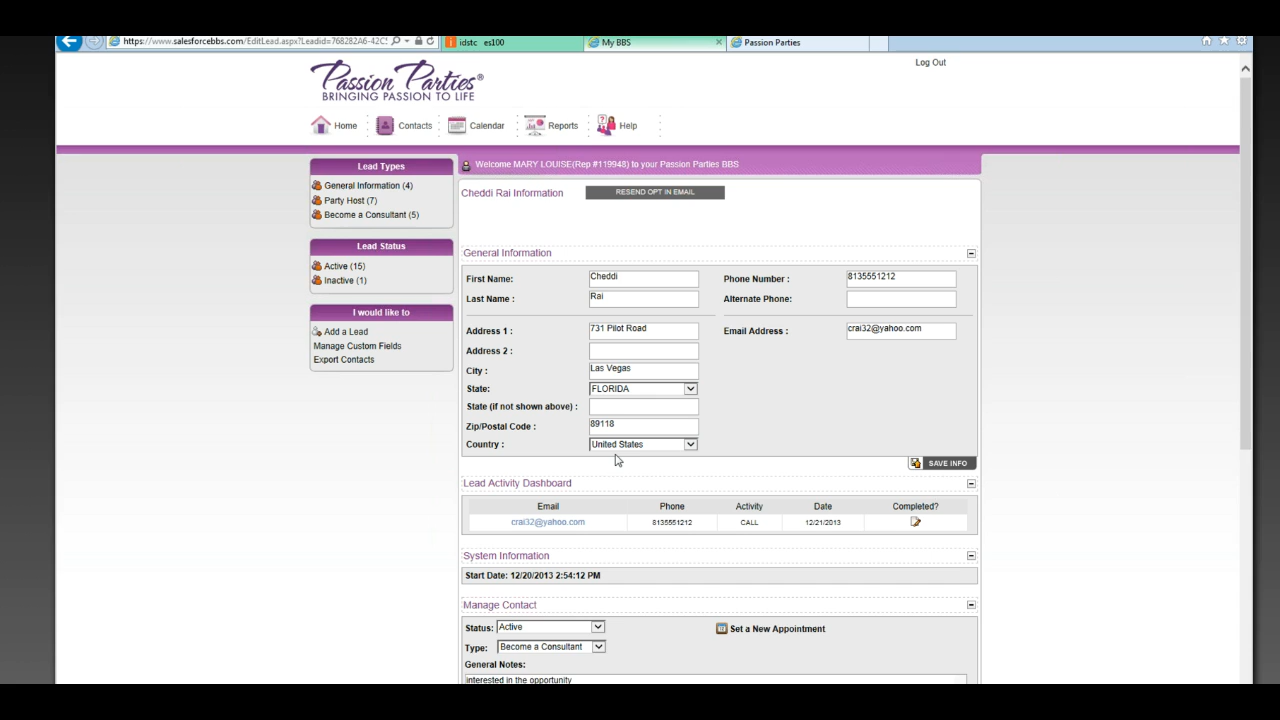 https://www.salesforcebbs.com/EditLead.aspx?Leadid=768282A6-42C!
idstc es100
My BBS
Passion Parties
Log Out
Passion Parties®
BRINGING PASSION TO LIFE
Home Contacts Calendar Reports Help
Lead Types
General Information (4)
Party Host (7)
Become a Consultant (5)
Lead Status
Active (15)
Inactive (1)
I would like to
Add a Lead
Manage Custom Fields
Export Contacts
Welcome MARY LOUISE(Rep #119948) to your Passion Parties BBS
Cheddi Rai Information RESEND OPT IN EMAIL
General Information
First Name: Cheddi Phone Number : 8135551212
Last Name : Rai Alternate Phone:
Address 1 : 731 Pilot Road Email Address : crai32@yahoo.com
Address 2 :
City : Las Vegas
State: FLORIDA
State (if not shown above) :
Zip/Postal Code : 89118
Country : United States
SAVE INFO
Lead Activity Dashboard
Email Phone Activity Date Completed?
crai32@yahoo.com 8135551212 CALL 12/21/2013
System Information
Start Date: 12/20/2013 2:54:12 PM
Manage Contact
Status: Active Set a New Appointment
Type: Become a Consultant
General Notes:
interested in the opportunity